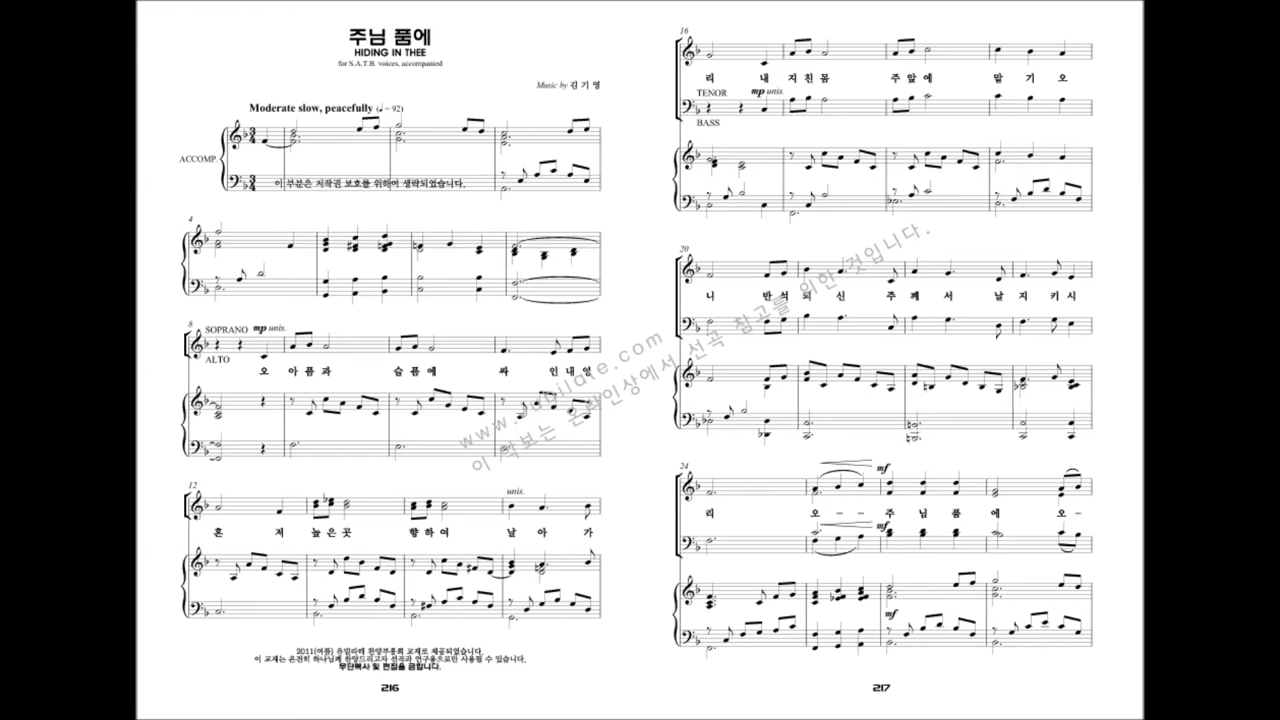 주님 품에
HIDING IN THEE
for S.A.T.B. voices, accompanied
Music by 김 기 영
Moderate slow, peacefully (♩= 92)
ACCOMP.
이 부분은 저작권 보호를 위하여 생략되었습니다.
4
8
SOPRANO mp unis.
ALTO
오 아 픔 과 슬 픔 에 싸 인 내 영
12
unis.
혼 저 높 은 곳 향 하 여 날 아 가
2011(여름) 유빌라테 찬양부흥회 교재로 제공되었습니다.
이 교재는 온전히 하나님께 찬양드리고자 선곡과 연구용으로만 사용될 수 있습니다.
무단복사 및 편집을 금합니다.
216
16
리 내 지 친 몸 주 앞 에 맡 기 오
TENOR mp unis.
BASS
20
니 반 석 되 신 주 께 서 날 지 키 시
24
mf
리 오 - - 주 님 품 에 오 -
mf
mf
217
www.Jubilate.com
이 악보는 온라인상에서 선곡 참고를 위한 것입니다.